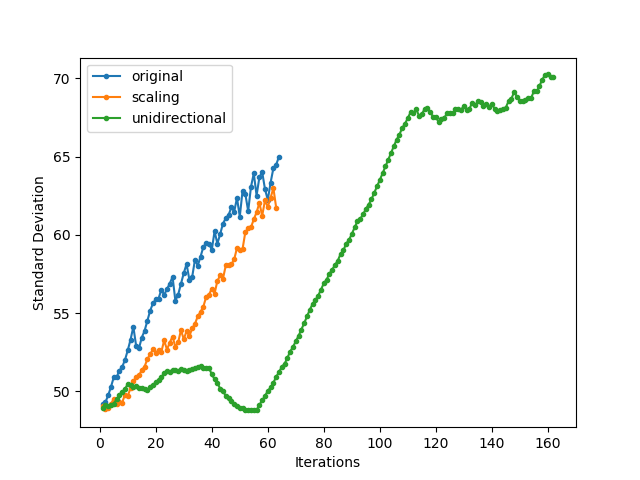 original
scaling
unidirectional
Standard Deviation
70
65
60
55
50
0 20 40 60 80 100 120 140 160
Iterations